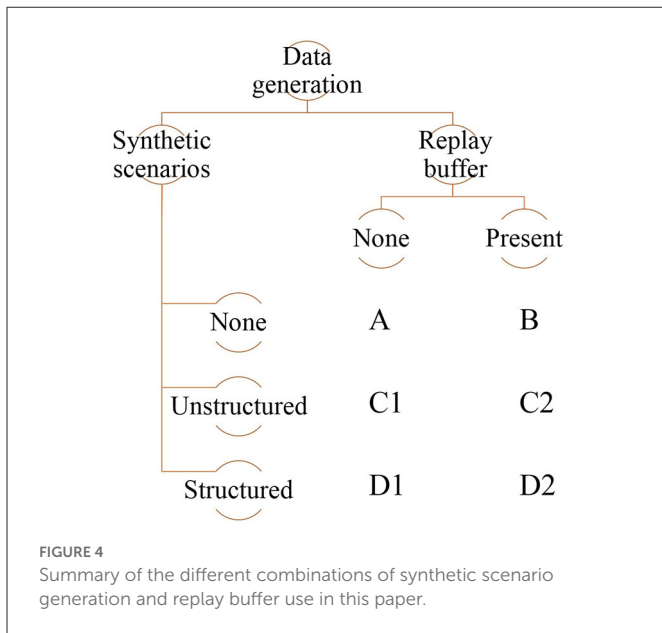 Data
generation
Synthetic
scenarios
Replay
buffer
None
Present
None
A
B
Unstructured
C1
C2
Structured
D1
D2
FIGURE 4
Summary of the different combinations of synthetic scenario
generation and replay buffer use in this paper.